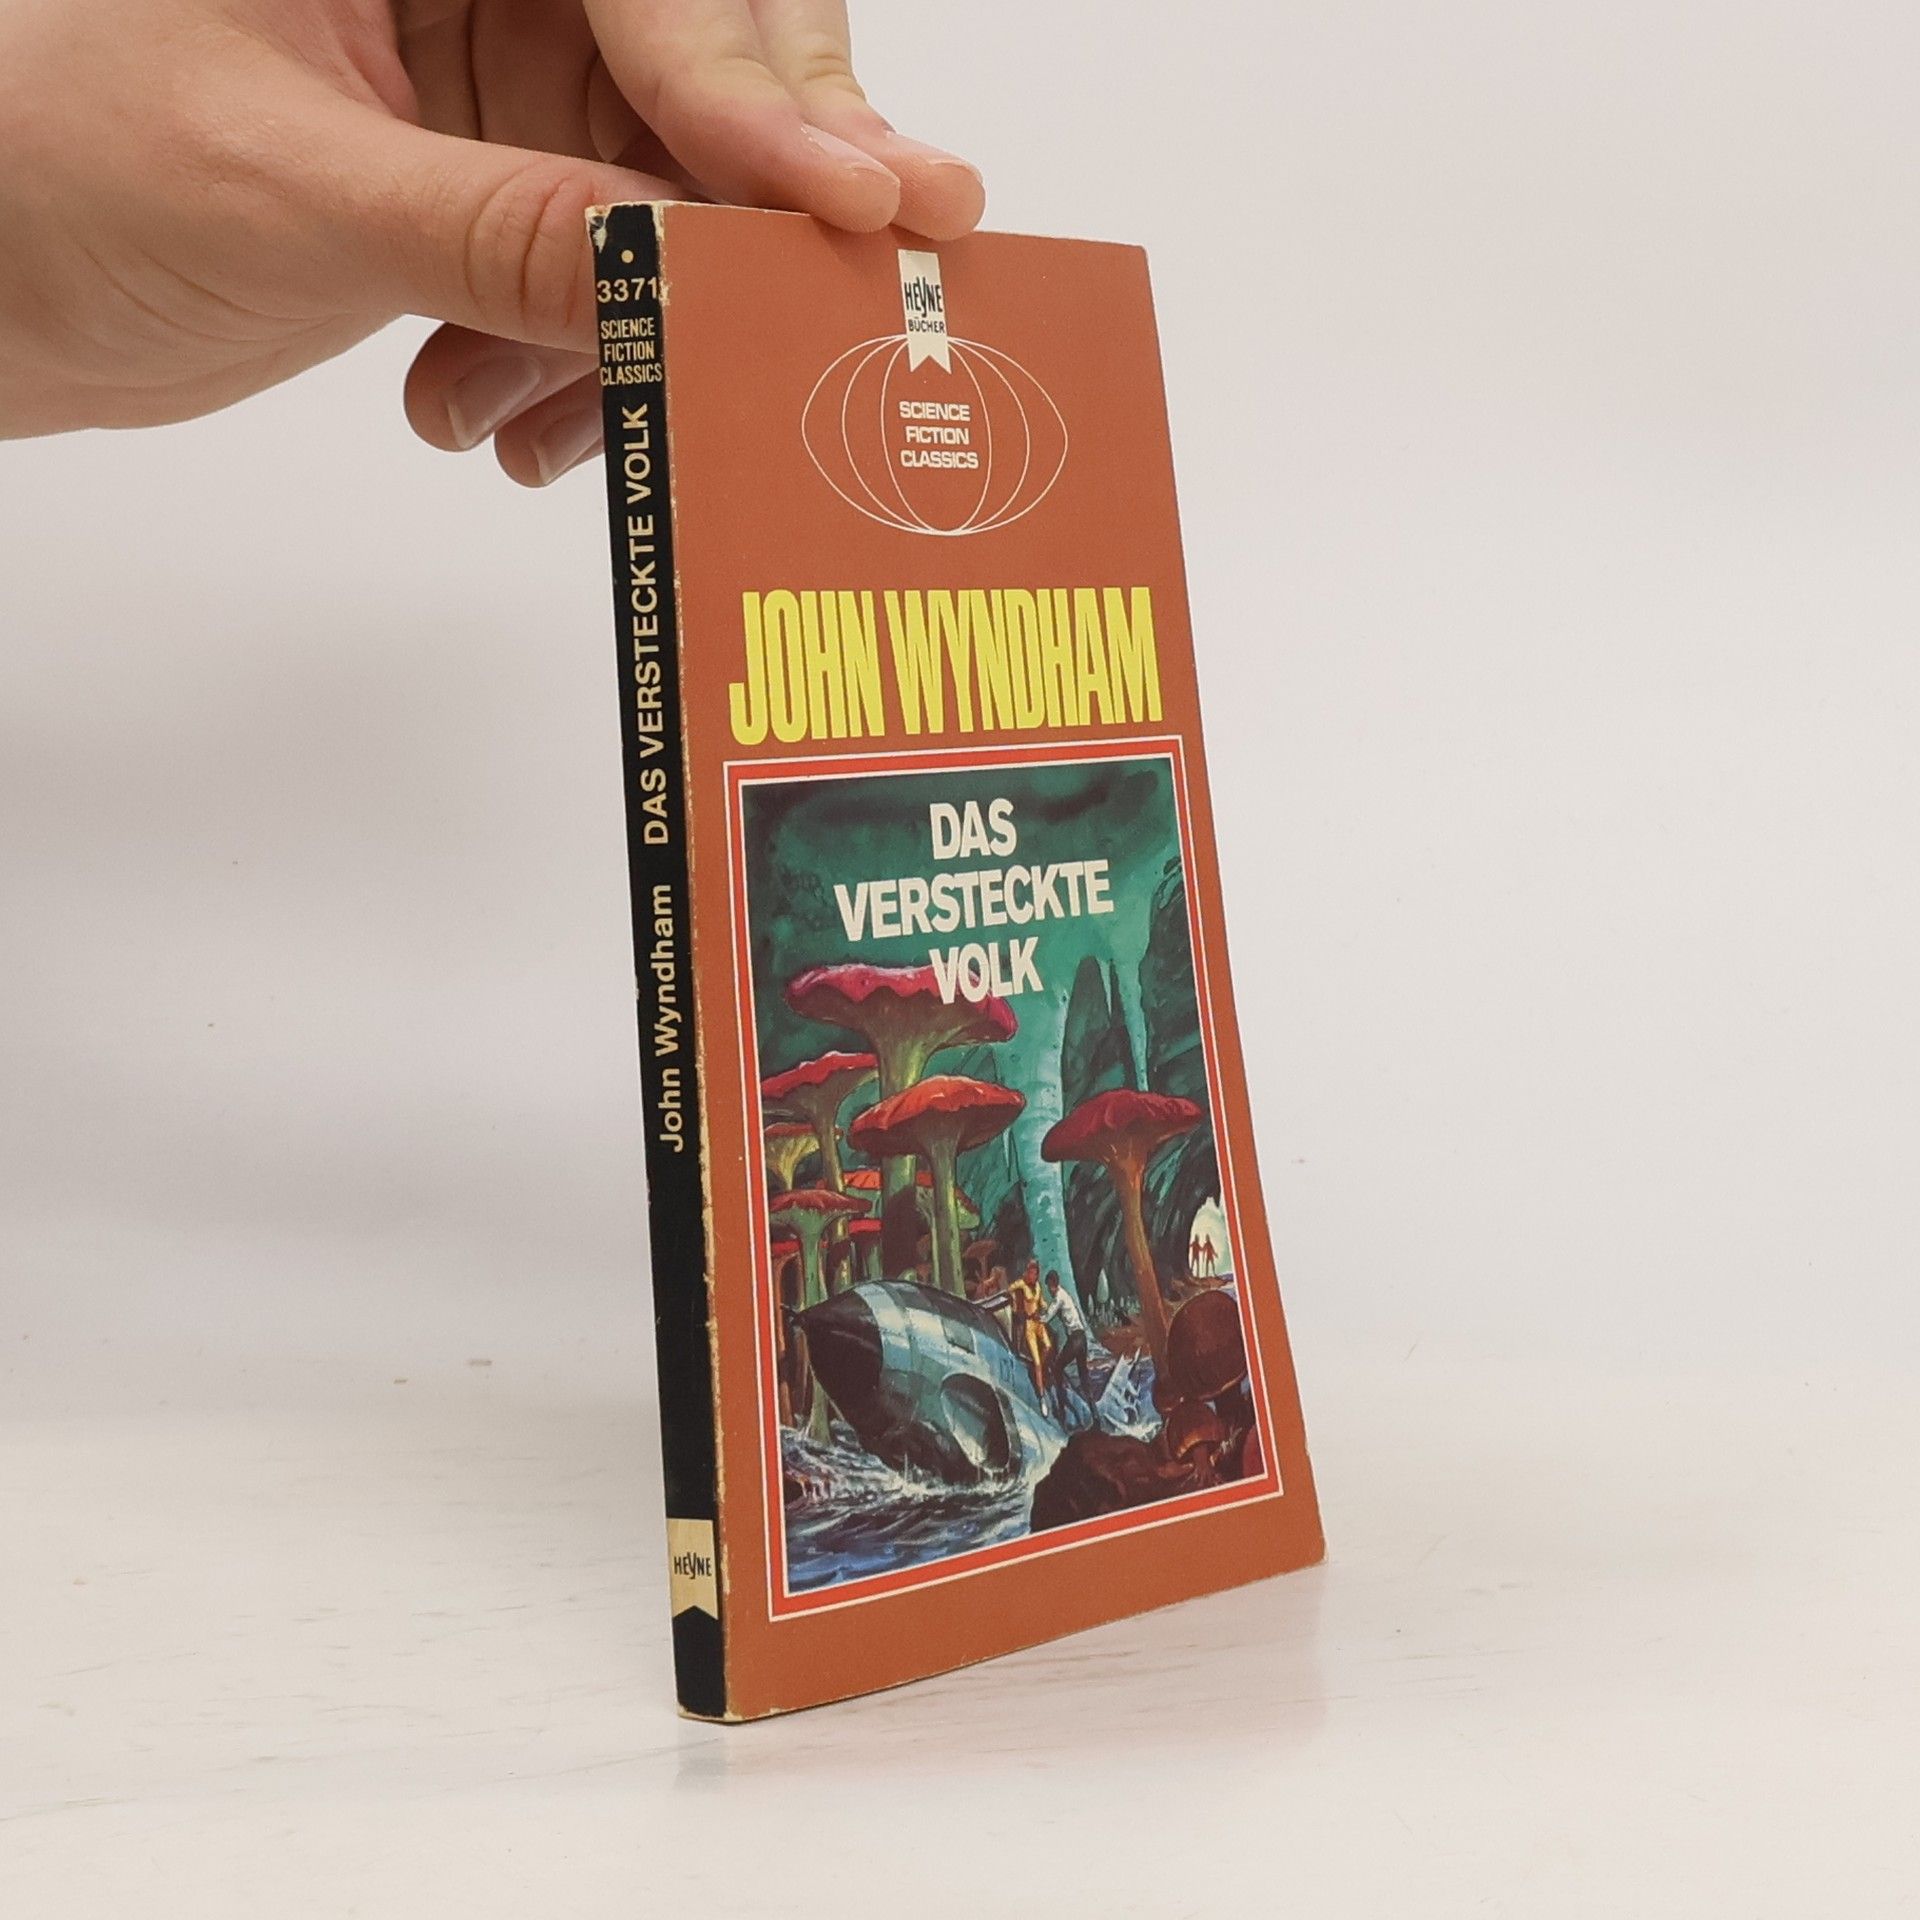 3371
SCIENCE
FICTION
CLASSICS
John Wyndham DAS VERSTECKTE VOLK
HEYNE
HEYNE
BÜCHER
SCIENCE
FICTION
CLASSICS
JOHN WYNDHAM
DAS
VERSTECKTE
VOLK